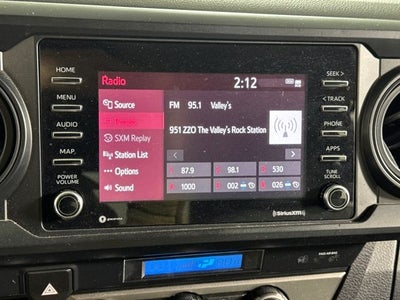 Radio
2:12
HOME
MENU
AUDIO
MAP
POWER
VOLUME
Source
SXM Replay
Station List
Options
Sound
FM 95.1 Valley's
951 ZZO The Valley's Rock Station
87.9
98.1
530
1000
002
026
SEEK >
< TRACK
PHONE
APPS
TUNE
SCROLL
SiriusXM